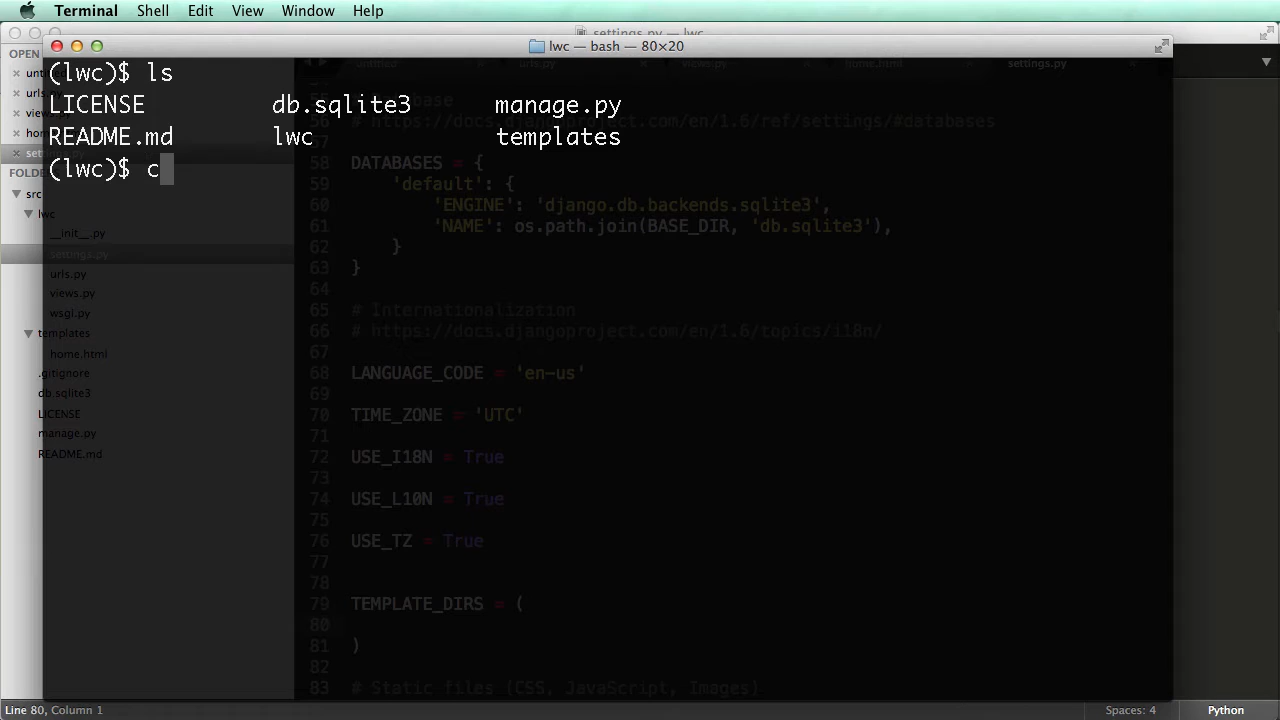 Terminal Shell Edit View Window Help
settings.py — lwc
lwc — bash — 80×20
OPEN
untitled urls.py views.py home.html settings.py
(lwc)$ ls
LICENSE db.sqlite3 manage.py
README.md lwc templates
(lwc)$ c
urls.py
settings.py
FOLDE
src
lwc
__init__.py
settings.py
urls.py
views.py
wsgi.py
templates
home.html
.gitignore
db.sqlite3
LICENSE
manage.py
README.md
# https://docs.djangoproject.com/en/1.6/ref/settings/#databases
57
58 DATABASES = {
59 'default': {
60 'ENGINE': 'django.db.backends.sqlite3',
61 'NAME': os.path.join(BASE_DIR, 'db.sqlite3'),
62 }
63 }
64
65 # Internationalization
66 # https://docs.djangoproject.com/en/1.6/topics/i18n/
67
68 LANGUAGE_CODE = 'en-us'
69
70 TIME_ZONE = 'UTC'
71
72 USE_I18N = True
73
74 USE_L10N = True
75
76 USE_TZ = True
77
78
79 TEMPLATE_DIRS = (
80
81 )
82
83 # Static files (CSS, JavaScript, Images)
Line 80, Column 1 Spaces: 4 Python